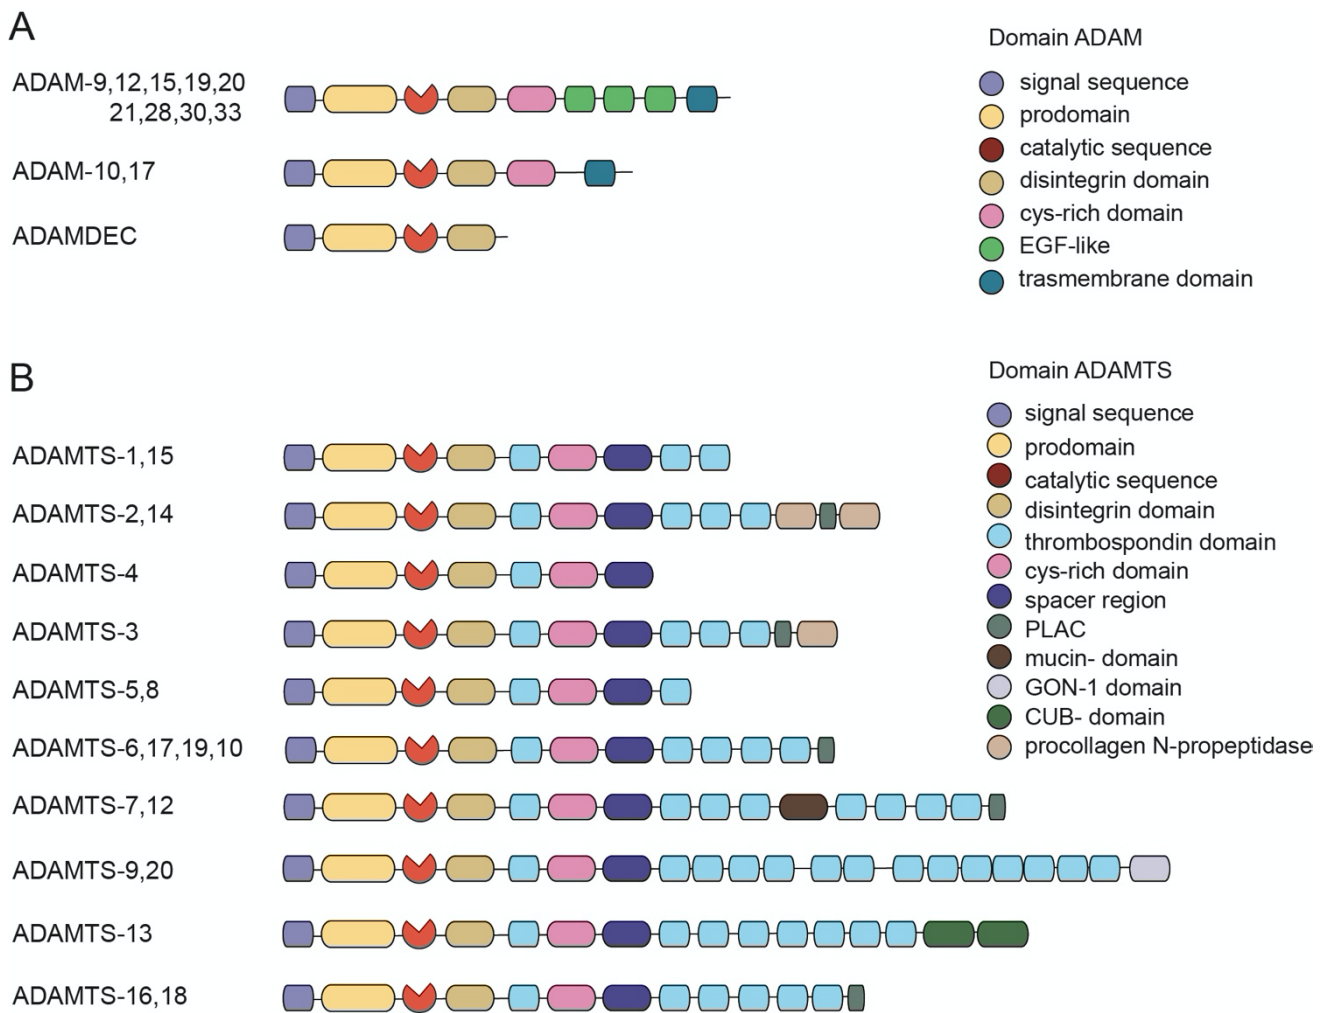 A
Domain ADAM
ADAM-9,12,15,19,20
21,28,30,33
ADAM-10,17
ADAMDEC
signal sequence
prodomain
catalytic sequence
disintegrin domain
cys-rich domain
EGF-like
trasmembrane domain
B
Domain ADAMTS
ADAMTS-1,15
ADAMTS-2,14
ADAMTS-4
ADAMTS-3
ADAMTS-5,8
ADAMTS-6,17,19,10
ADAMTS-7,12
ADAMTS-9,20
ADAMTS-13
ADAMTS-16,18
signal sequence
prodomain
catalytic sequence
disintegrin domain
thrombospondin domain
cys-rich domain
spacer region
PLAC
mucin- domain
GON-1 domain
CUB- domain
procollagen N-propeptidase